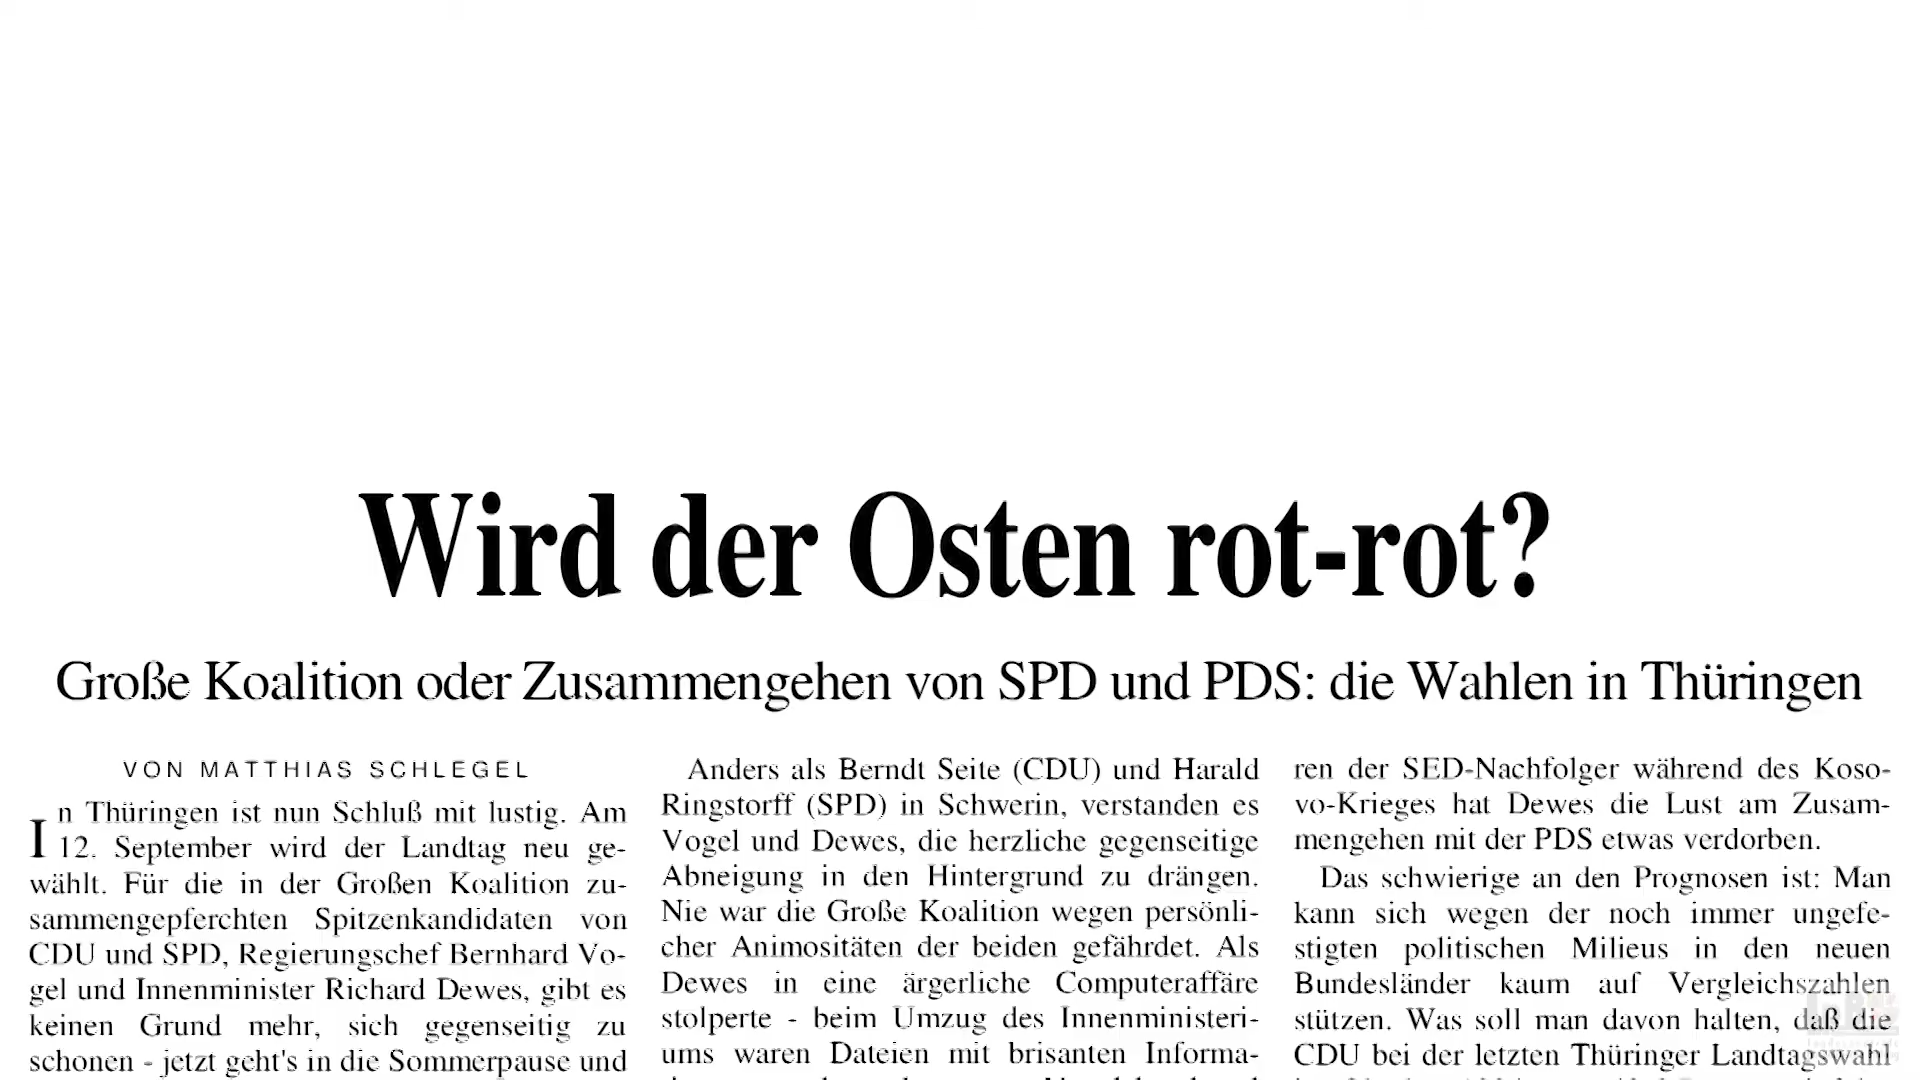 Wird der Osten rot-rot?
Große Koalition oder Zusammengehen von SPD und PDS: die Wahlen in Thüringen
VON MATTHIAS SCHLEGEL
In Thüringen ist nun Schluß mit lustig. Am
12. September wird der Landtag neu ge-
wählt. Für die in der Großen Koalition zu-
sammengepferchten Spitzenkandidaten von
CDU und SPD, Regierungschef Bernhard Vo-
gel und Innenminister Richard Dewes, gibt es
keinen Grund mehr, sich gegenseitig zu
schonen - jetzt geht's in die Sommerpause und
Anders als Berndt Seite (CDU) und Harald
Ringstorff (SPD) in Schwerin, verstanden es
Vogel und Dewes, die herzliche gegenseitige
Abneigung in den Hintergrund zu drängen.
Nie war die Große Koalition wegen persönli-
cher Animositäten der beiden gefährdet. Als
Dewes in eine ärgerliche Computeraffäre
stolperte - beim Umzug des Innenministeri-
ums waren Dateien mit brisanten Informa-
ren der SED-Nachfolger während des Koso-
vo-Krieges hat Dewes die Lust am Zusam-
mengehen mit der PDS etwas verdorben.
Das schwierige an den Prognosen ist: Man
kann sich wegen der noch immer ungefe-
stigten politischen Milieus in den neuen
Bundesländer kaum auf Vergleichszahlen
stützen. Was soll man davon halten, daß die
CDU bei der letzten Thüringer Landtagswahl